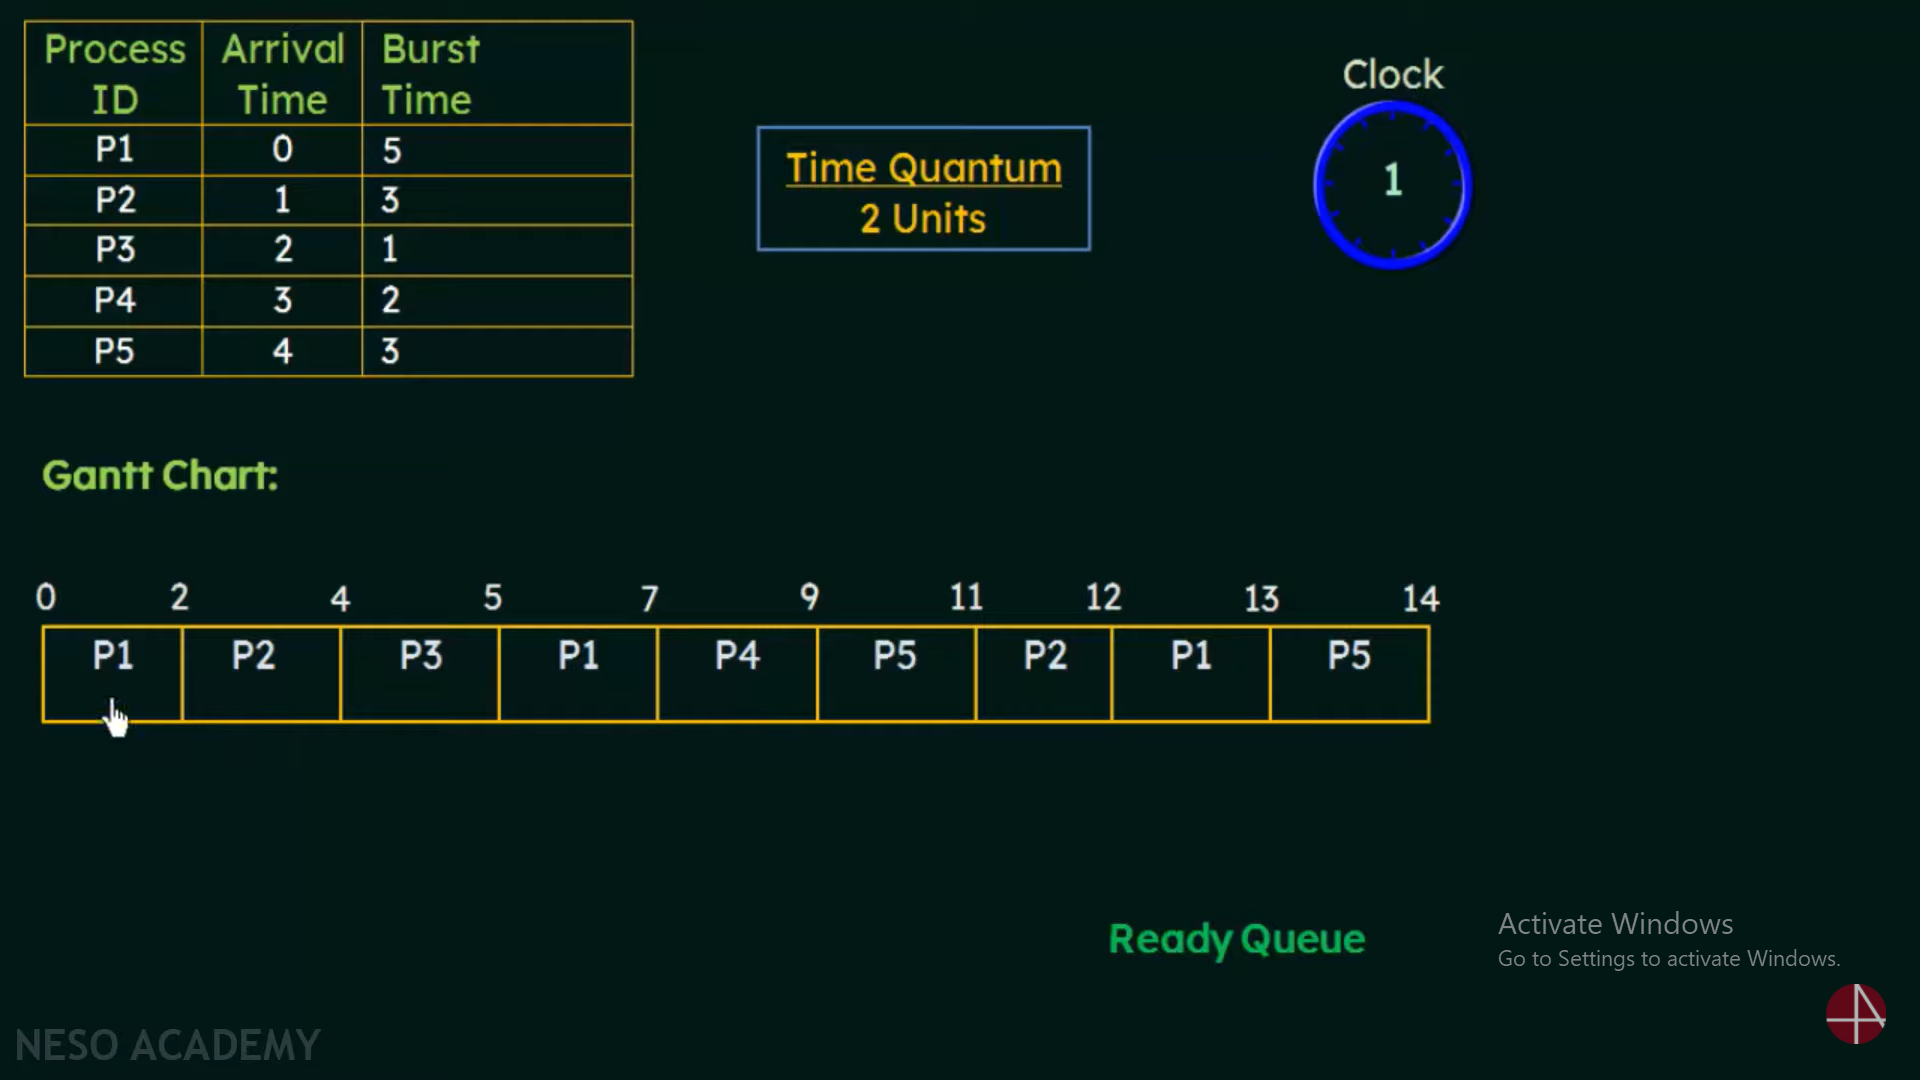 Process ID Arrival Time Burst Time
P1 0 5
P2 1 3
P3 2 1
P4 3 2
P5 4 3
Time Quantum
2 Units
Clock
1
Gantt Chart:
0 2 4 5 7 9 11 12 13 14
P1 P2 P3 P1 P4 P5 P2 P1 P5
Ready Queue
Activate Windows
Go to Settings to activate Windows.
NESO ACADEMY